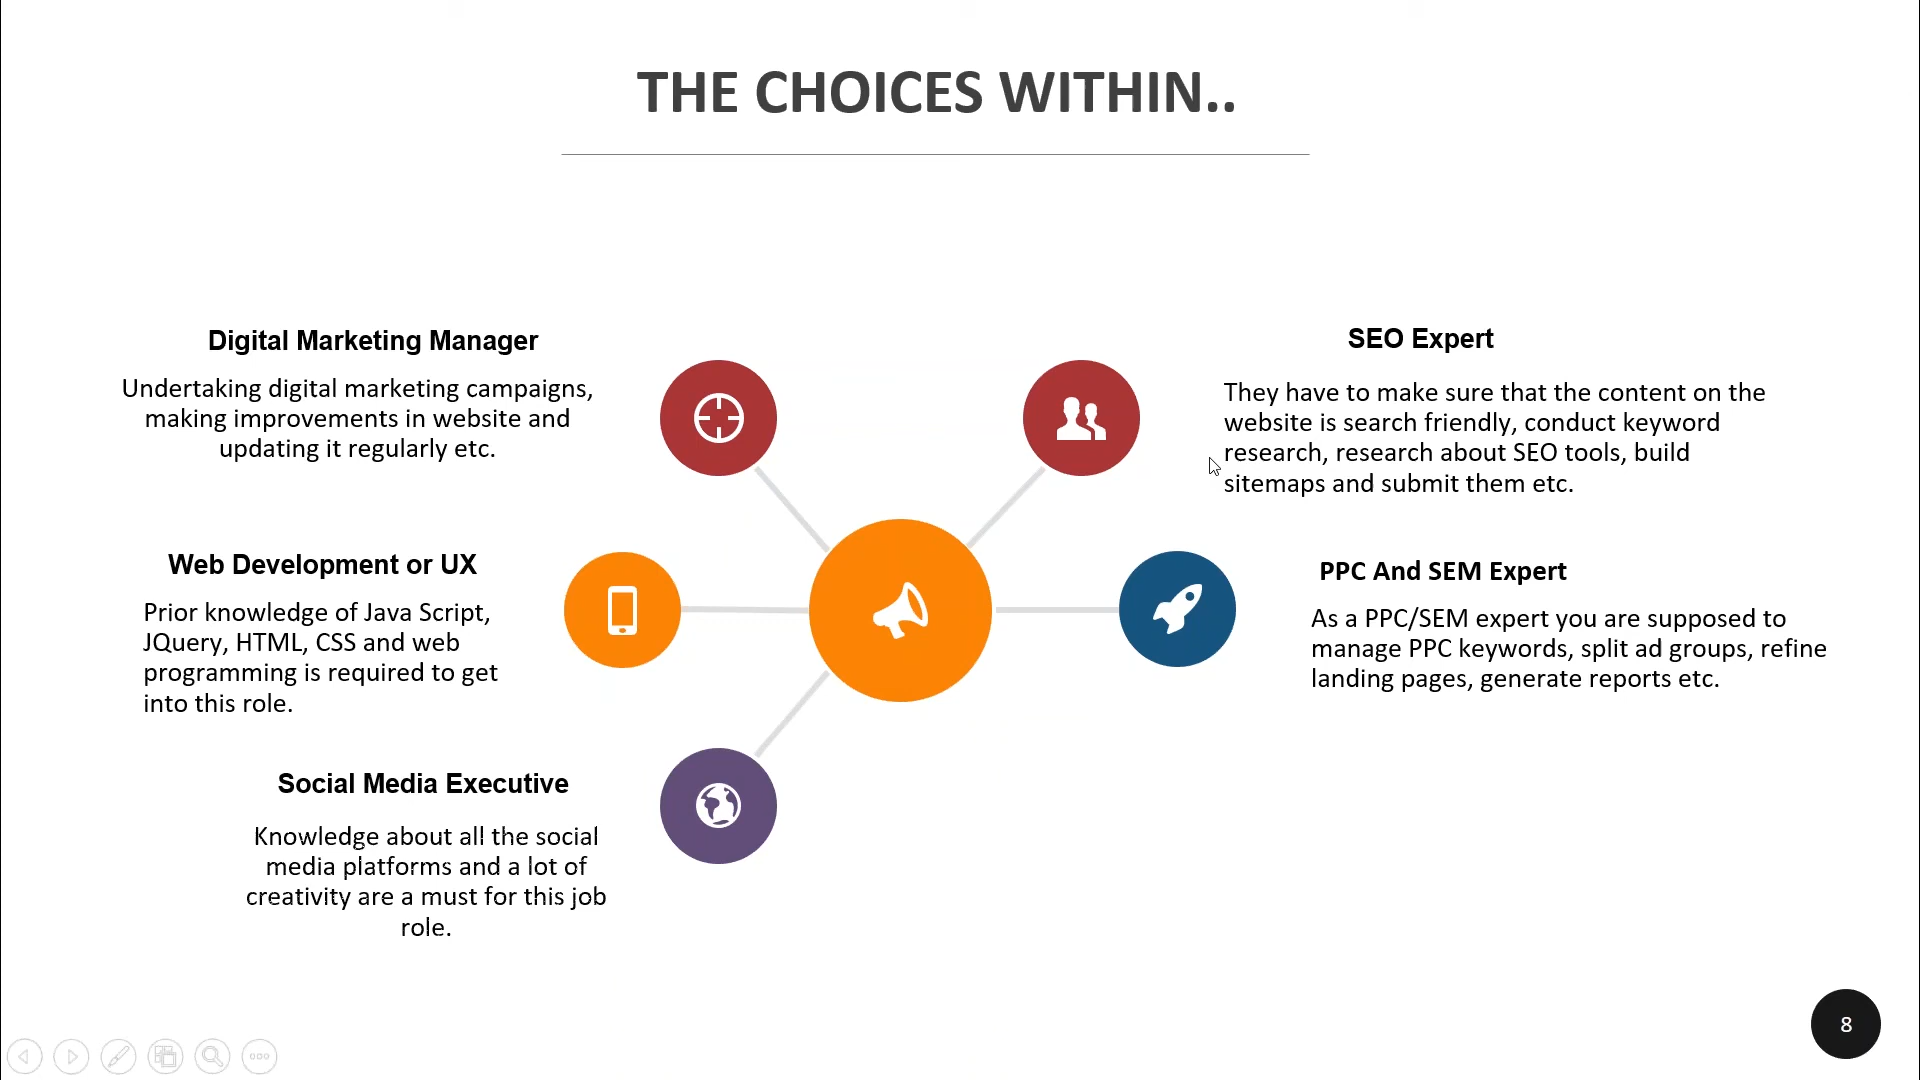 THE CHOICES WITHIN..
Digital Marketing Manager
Undertaking digital marketing campaigns,
making improvements in website and
updating it regularly etc.
SEO Expert
They have to make sure that the content on the
website is search friendly, conduct keyword
research, research about SEO tools, build
sitemaps and submit them etc.
Web Development or UX
Prior knowledge of Java Script,
JQuery, HTML, CSS and web
programming is required to get
into this role.
PPC And SEM Expert
As a PPC/SEM expert you are supposed to
manage PPC keywords, split ad groups, refine
landing pages, generate reports etc.
Social Media Executive
Knowledge about all the social
media platforms and a lot of
creativity are a must for this job
role.
8